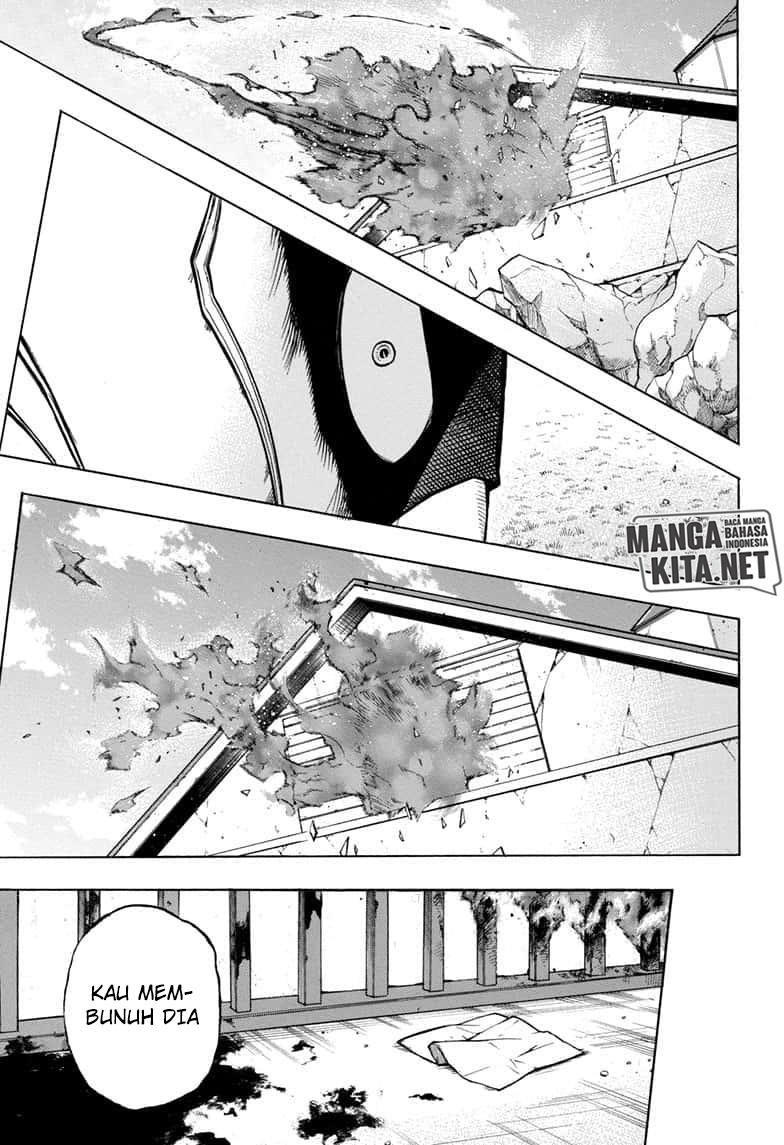 MANGA
KITA.NET
BACA MANGA
BAHASA
INDONESIA
KAU MEM-
BUNUH DIA